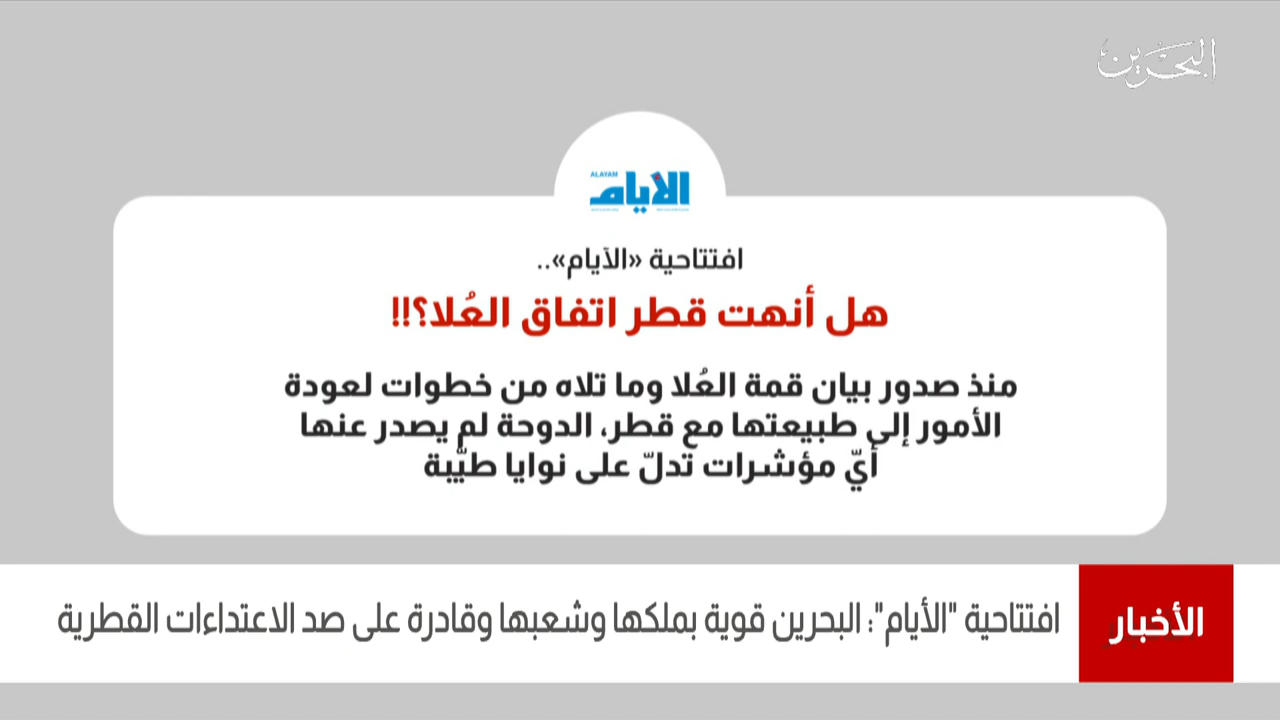 البحرين
ALAYAM
الأيام
افتتاحية «الآيام»..
هل أنهت قطر اتفاق العُلا؟!!
منذ صدور بيان قمة العُلا وما تلاه من خطوات لعودة
الأمور إلى طبيعتها مع قطر، الدوحة لم يصدر عنها
أيّ مؤشرات تدلّ على نوايا طيّبة
الأخبار
افتتاحية "الأيام": البحرين قوية بملكها وشعبها وقادرة على صد الاعتداءات القطرية